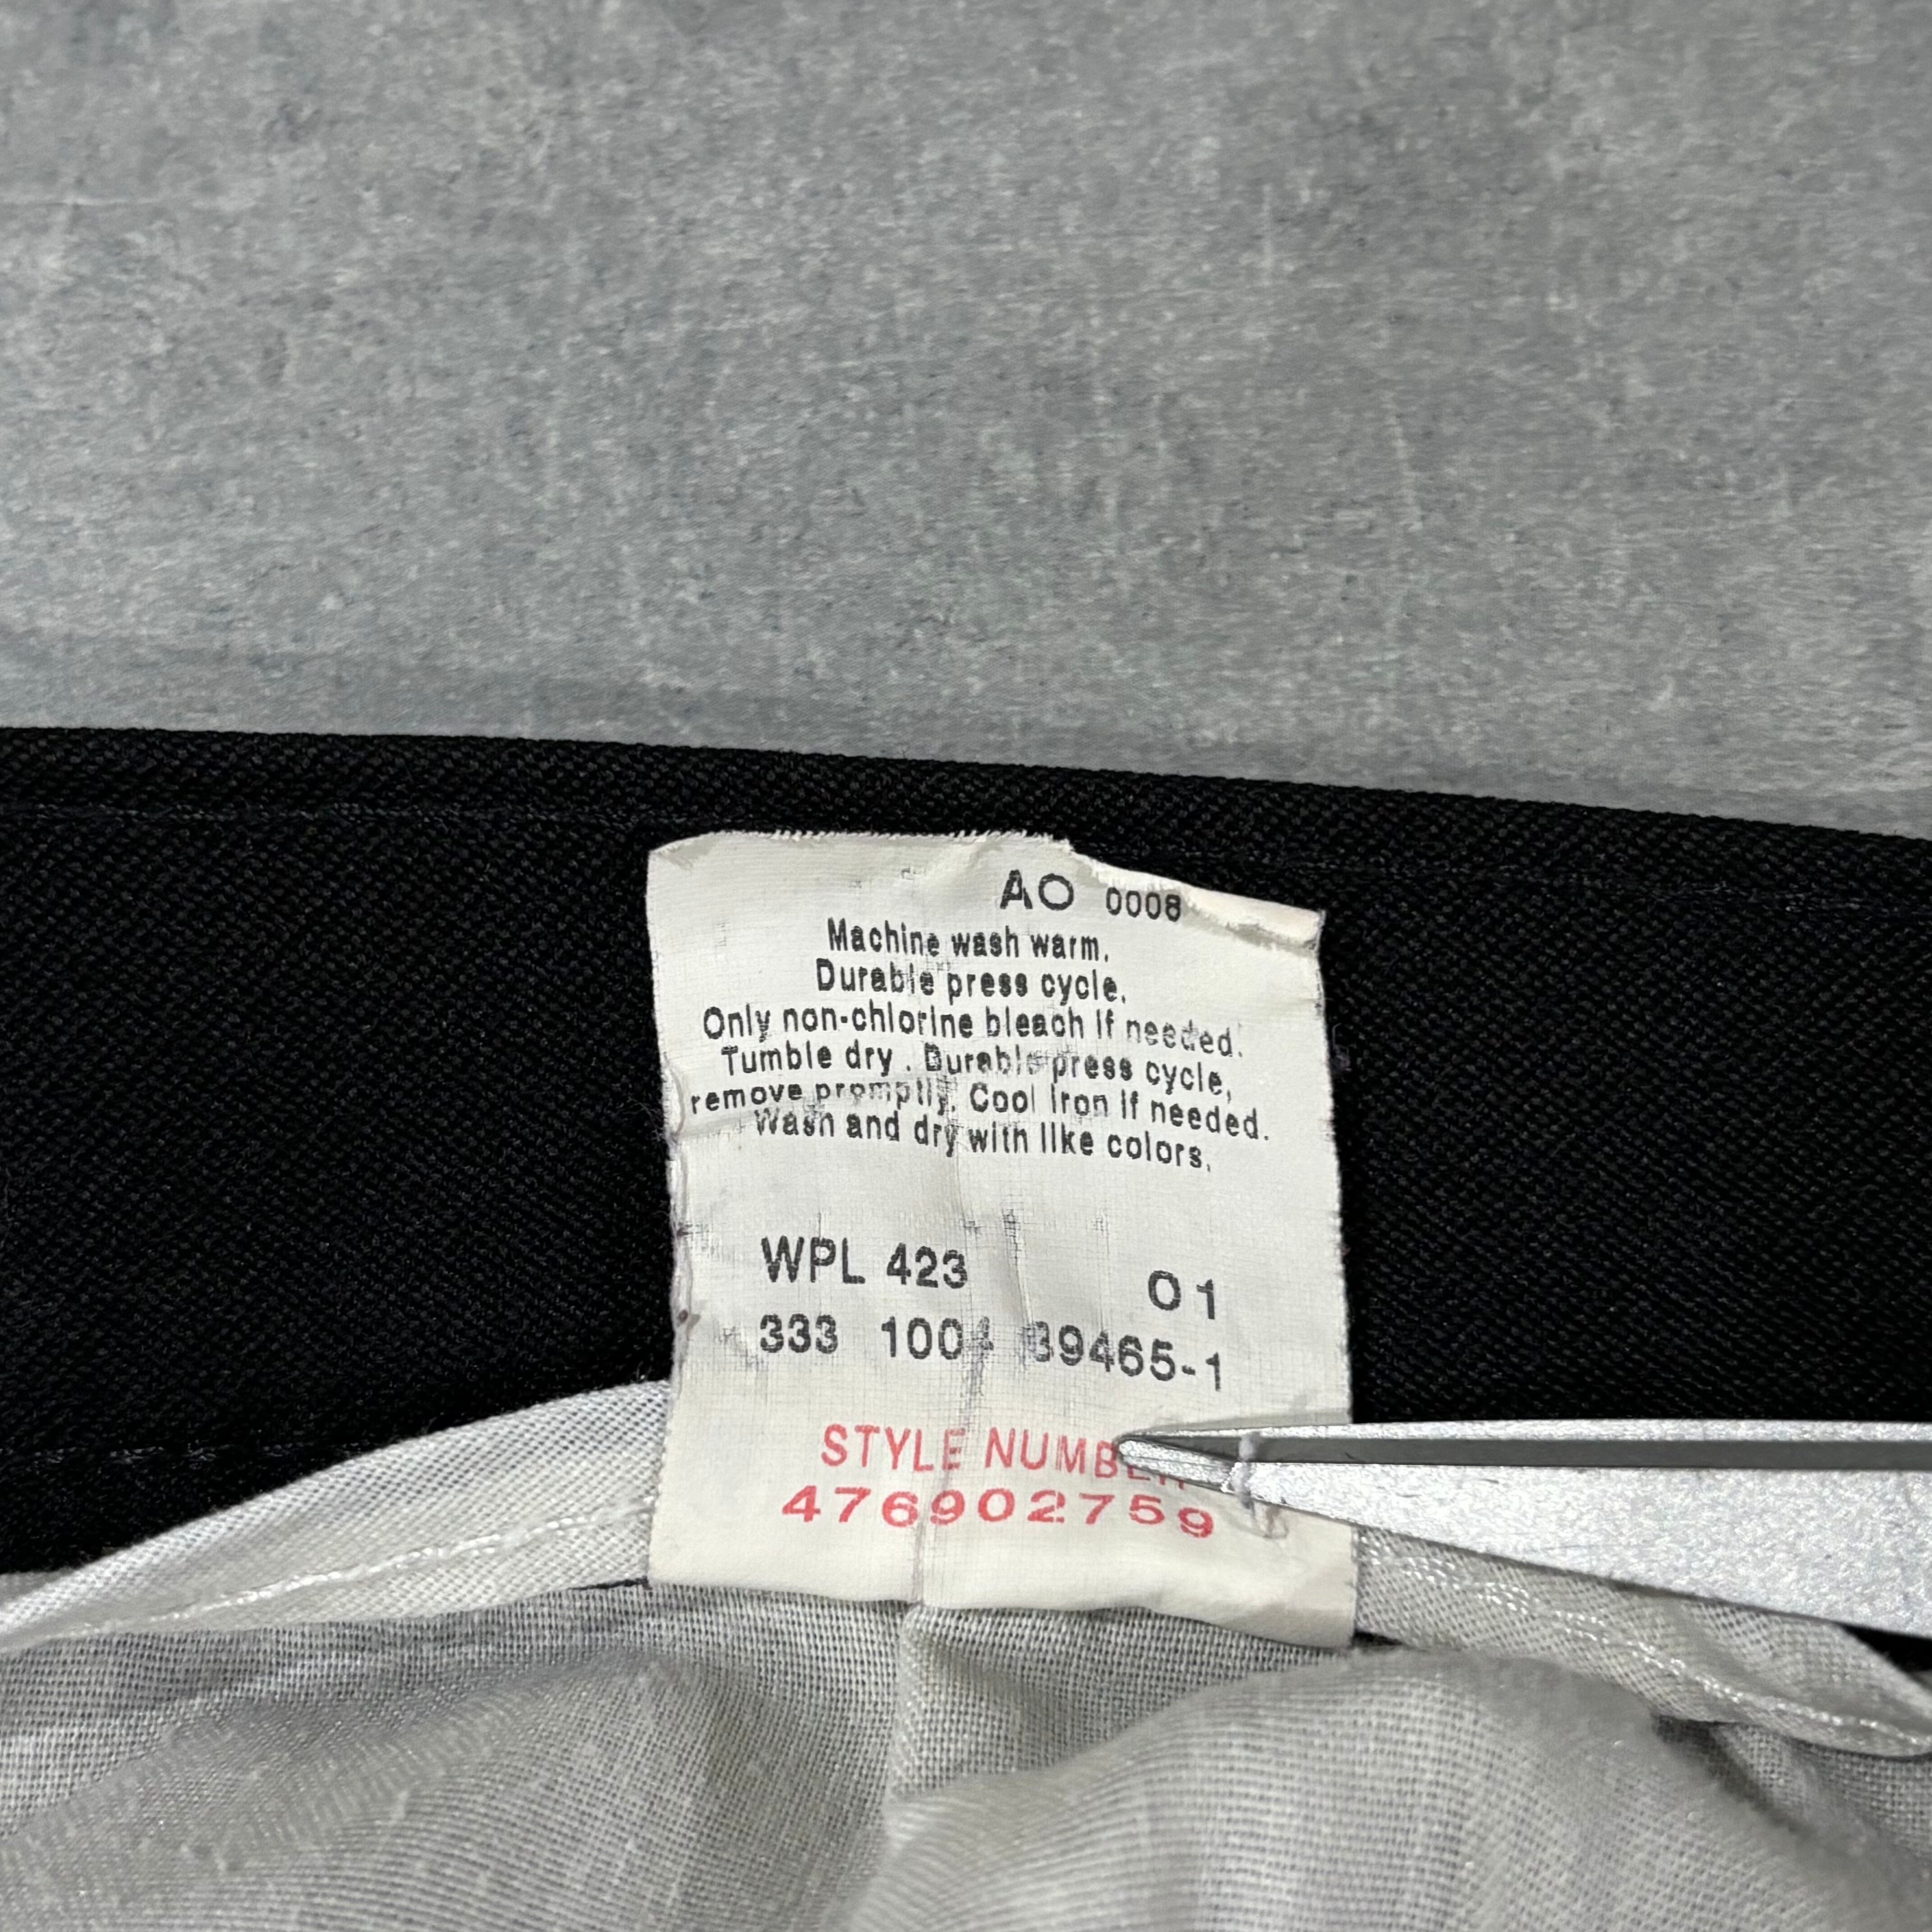 AO 0008
Machine wash warm.
Durable press cycle.
Only non-chlorine bleach if needed.
Tumble dry . Durable press cycle,
remove promptly. Cool iron if needed.
Wash and dry with like colors.
WPL 423 01
333 1004 39465-1
STYLE NUMBER
476902759